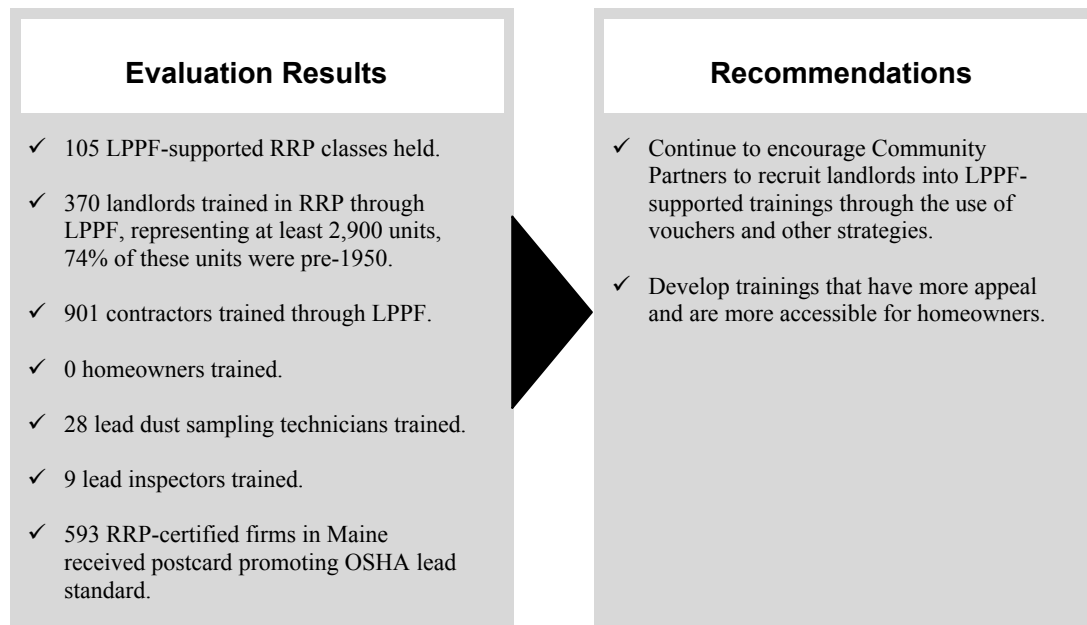 Evaluation Results
✓ 105 LPPF-supported RRP classes held.
✓ 370 landlords trained in RRP through
LPPF, representing at least 2,900 units,
74% of these units were pre-1950.
✓ 901 contractors trained through LPPF.
✓ 0 homeowners trained.
✓ 28 lead dust sampling technicians trained.
✓ 9 lead inspectors trained.
✓ 593 RRP-certified firms in Maine
received postcard promoting OSHA lead
standard.
Recommendations
✓ Continue to encourage Community
Partners to recruit landlords into LPPF-
supported trainings through the use of
vouchers and other strategies.
✓ Develop trainings that have more appeal
and are more accessible for homeowners.